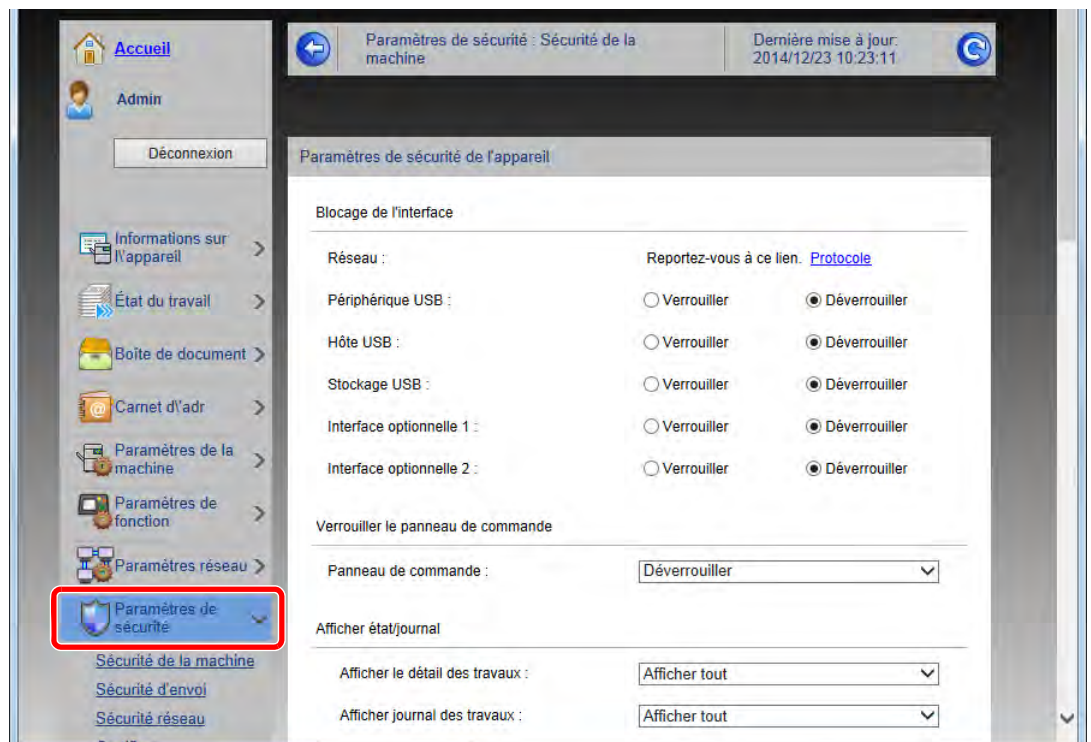 Accueil
Admin
Déconnexion
Informations sur
l\'appareil
État du travail
Boîte de document
Carnet d\'adr
Paramètres de la
machine
Paramètres de
fonction
Paramètres réseau
Paramètres de
sécurité
Sécurité de la machine
Sécurité d'envoi
Sécurité réseau
Paramètres de sécurité : Sécurité de la
machine
Dernière mise à jour:
2014/12/23 10:23:11
Paramètres de sécurité de l'appareil
Blocage de l'interface
Réseau : Reportez-vous à ce lien. Protocole
Périphérique USB : Verrouiller Déverrouiller
Hôte USB : Verrouiller Déverrouiller
Stockage USB : Verrouiller Déverrouiller
Interface optionnelle 1 : Verrouiller Déverrouiller
Interface optionnelle 2 : Verrouiller Déverrouiller
Verrouiller le panneau de commande
Panneau de commande : Déverrouiller
Afficher état/journal
Afficher le détail des travaux : Afficher tout
Afficher journal des travaux : Afficher tout